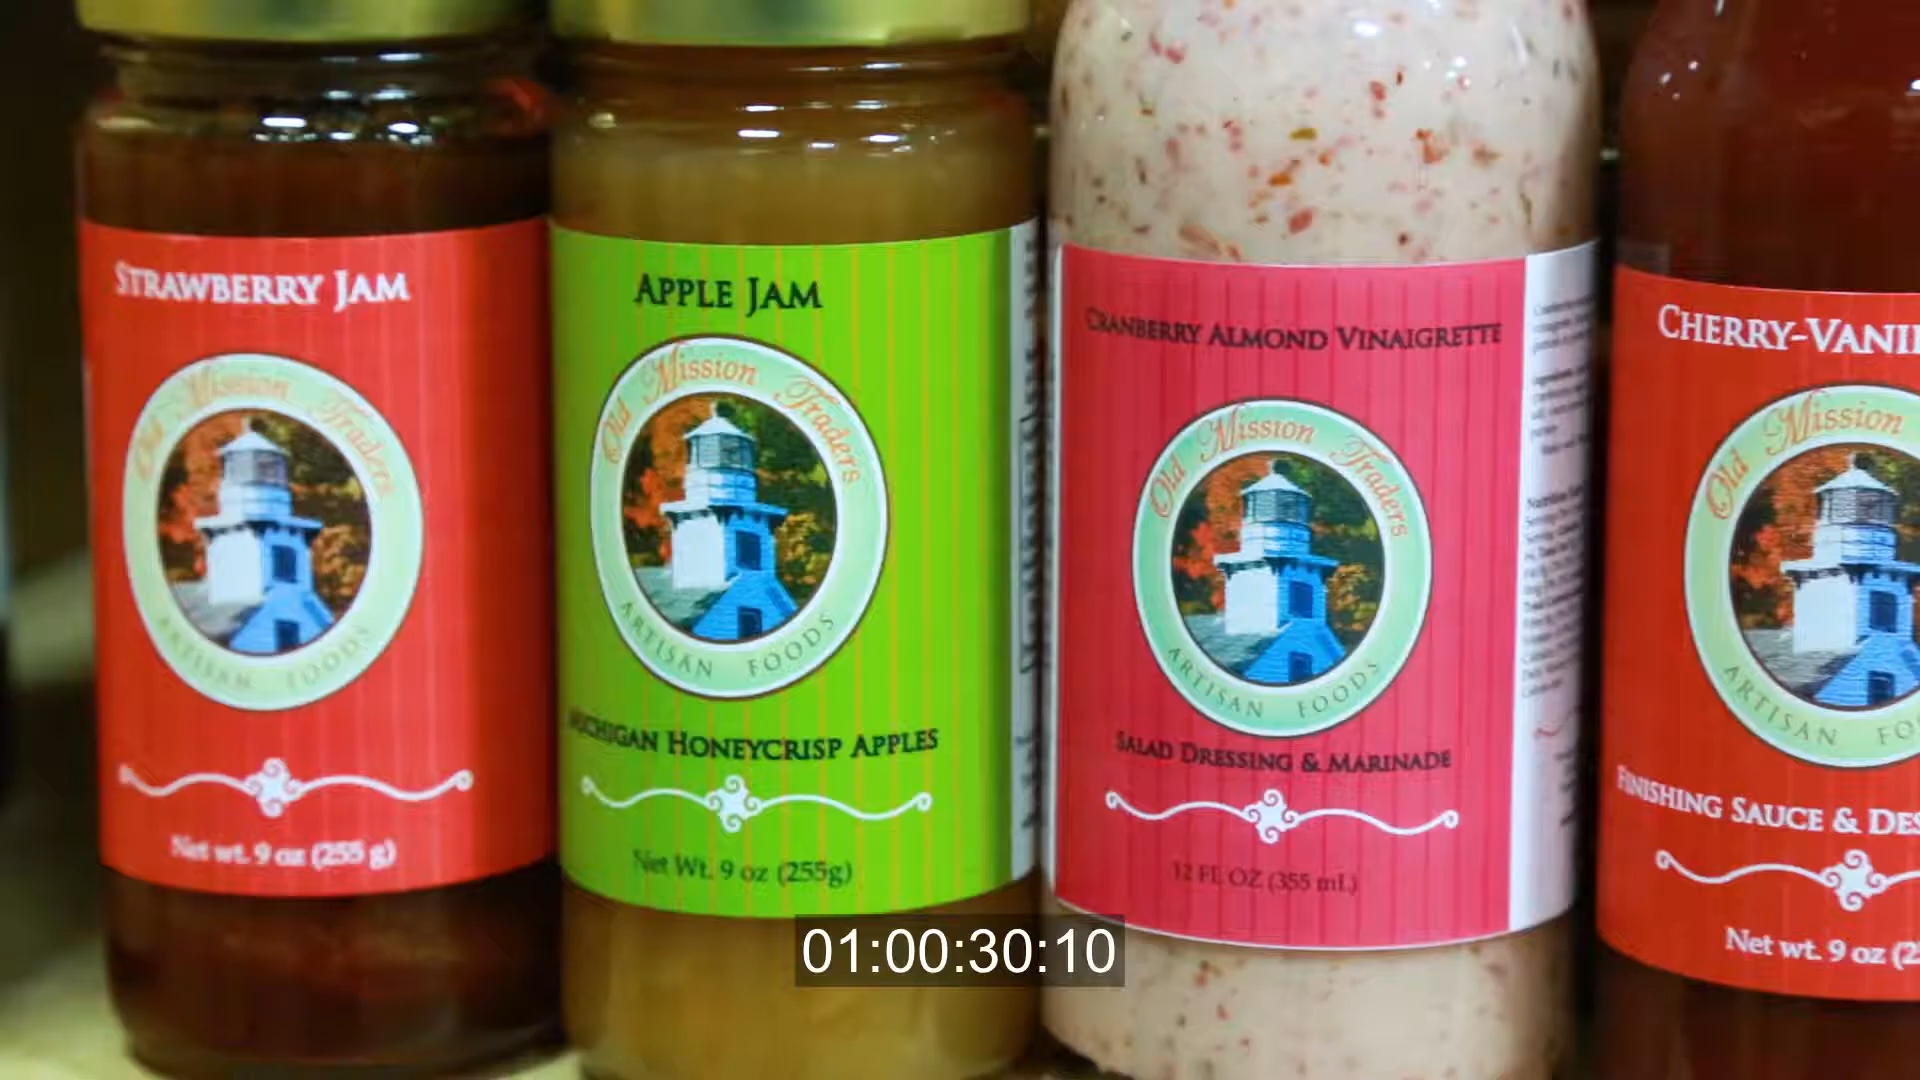 STRAWBERRY JAM
Old Mission Traders
ARTISAN FOODS
Net wt. 9 oz (255 g)
APPLE JAM
Old Mission Traders
ARTISAN FOODS
MICHIGAN HONEYCRISP APPLES
Net Wt. 9 oz (255g)
CRANBERRY ALMOND VINAIGRETTE
Old Mission Traders
ARTISAN FOODS
SALAD DRESSING & MARINADE
12 FL OZ (355 mL)
CHERRY-VANI
Old Mission
ARTISAN FO
FINISHING SAUCE & DES
Net wt. 9 oz (2
01:00:30:10